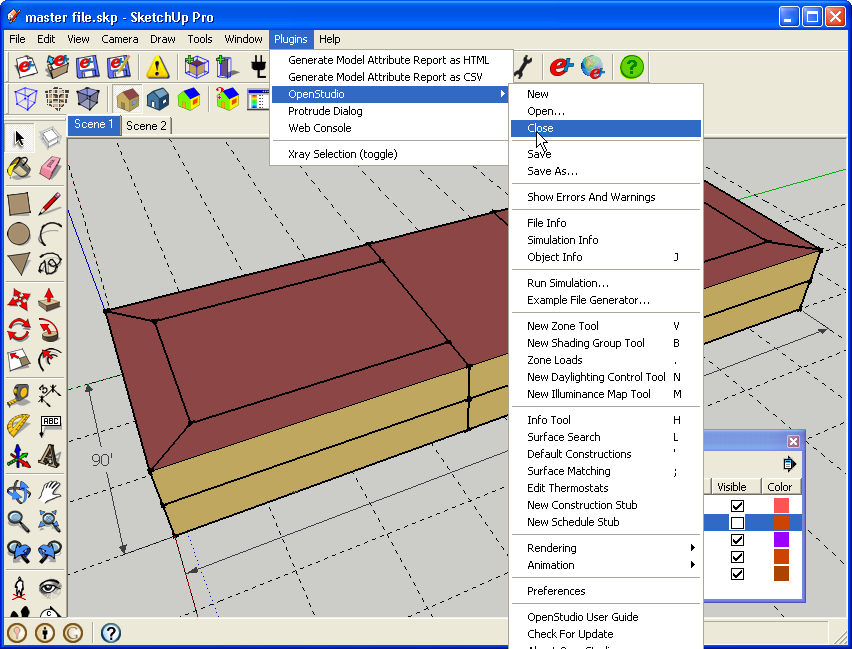 master file.skp - SketchUp Pro
File Edit View Camera Draw Tools Window Plugins Help
Generate Model Attribute Report as HTML
Generate Model Attribute Report as CSV
OpenStudio
Protrude Dialog
Web Console
Xray Selection (toggle)
Scene 1 Scene 2
New
Open...
Close
Save
Save As...
Show Errors And Warnings
File Info
Simulation Info
Object Info J
Run Simulation...
Example File Generator...
New Zone Tool V
New Shading Group Tool B
Zone Loads .
New Daylighting Control Tool N
New Illuminance Map Tool M
Info Tool H
Surface Search L
Default Constructions '
Surface Matching ;
Edit Thermostats
New Construction Stub
New Schedule Stub
Rendering
Animation
Preferences
OpenStudio User Guide
Check For Update
ABC
90'
Visible Color